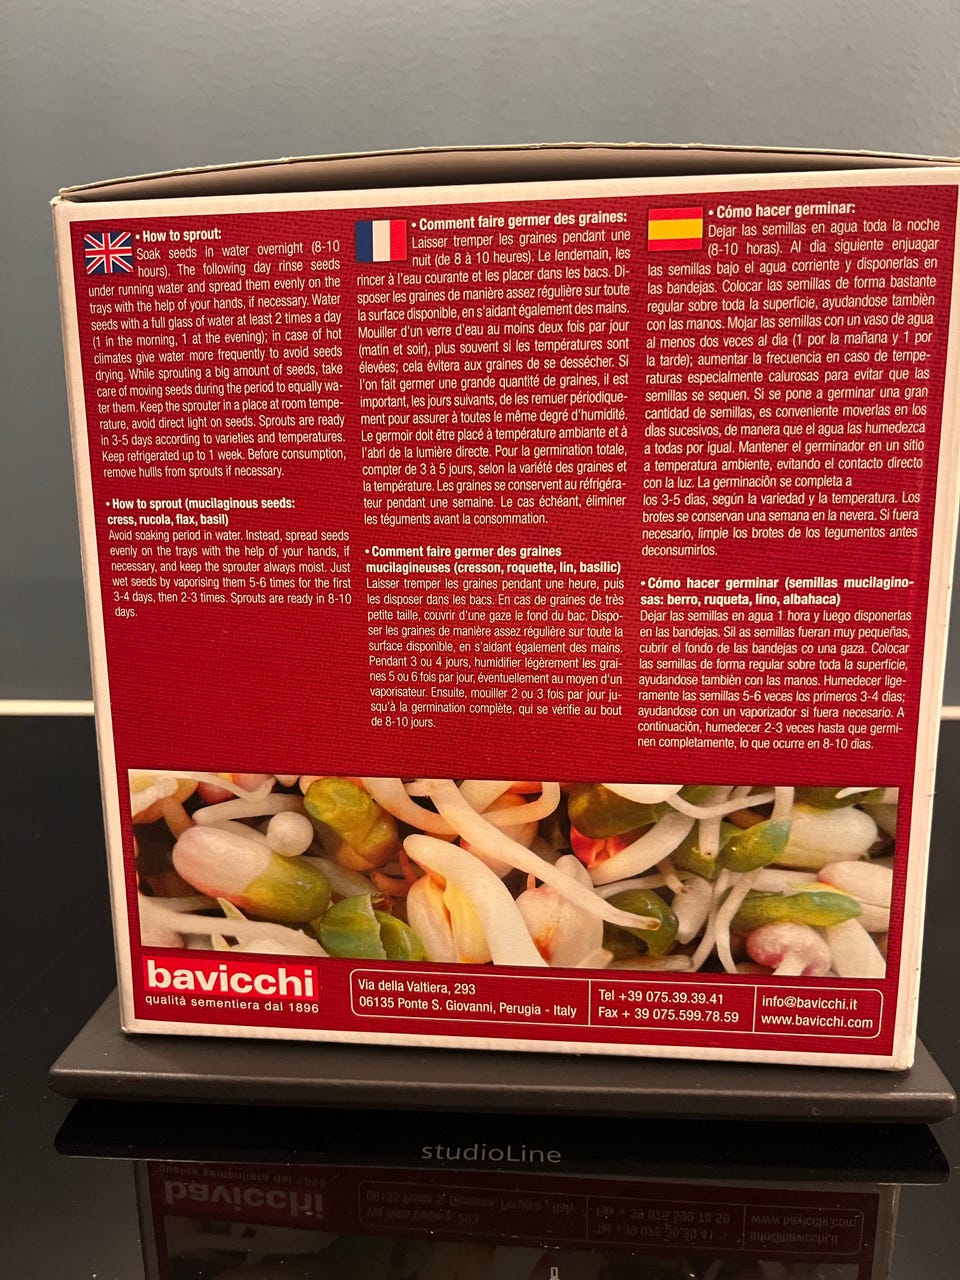 • How to sprout:
Soak seeds in water overnight (8-10
hours). The following day rinse seeds
under running water and spread them evenly on the
trays with the help of your hands, if necessary. Water
seeds with a full glass of water at least 2 times a day
(1 in the morning, 1 at the evening); in case of hot
climates give water more frequently to avoid seeds
drying. While sprouting a big amount of seeds, take
care of moving seeds during the period to equally wa-
ter them. Keep the sprouter in a place at room tempe-
rature, avoid direct light on seeds. Sprouts are ready
in 3-5 days according to varieties and temperatures.
Keep refrigerated up to 1 week. Before consumption,
remove hulls from sprouts if necessary.
• How to sprout (mucilaginous seeds:
cress, rucola, flax, basil)
Avoid soaking period in water. Instead, spread seeds
evenly on the trays with the help of your hands, if
necessary, and keep the sprouter always moist. Just
wet seeds by vaporising them 5-6 times for the first
3-4 days, then 2-3 times. Sprouts are ready in 8-10
days.
• Comment faire germer des graines:
Laisser tremper les graines pendant une
nuit (de 8 à 10 heures). Le lendemain, les
rincer à l'eau courante et les placer dans les bacs. Di-
sposer les graines de manière assez régulière sur toute
la surface disponible, en s'aidant également des mains.
Mouiller d'un verre d'eau au moins deux fois par jour
(matin et soir), plus souvent si les températures sont
élevées; cela évitera aux graines de se dessécher. Si
l'on fait germer une grande quantité de graines, il est
important, les jours suivants, de les remuer périodique-
ment pour assurer à toutes le même degré d'humidité.
Le germoir doit être placé à température ambiante et à
l'abri de la lumière directe. Pour la germination totale,
compter de 3 à 5 jours, selon la variété des graines et
la température. Les graines se conservent au réfrigéra-
teur pendant une semaine. Le cas échéant, éliminer
les téguments avant la consommation.
• Comment faire germer des graines
mucilagineuses (cresson, roquette, lin, basilic)
Laisser tremper les graines pendant une heure, puis
les disposer dans les bacs. En cas de graines de très
petite taille, couvrir d'une gaze le fond du bac. Dispo-
ser les graines de manière assez régulière sur toute la
surface disponible, en s'aidant également des mains.
Pendant 3 ou 4 jours, humidifier légèrement les grai-
nes 5 ou 6 fois par jour, éventuellement au moyen d'un
vaporisateur. Ensuite, mouiller 2 ou 3 fois par jour ju-
squ'à la germination complète, qui se vérifie au bout
de 8-10 jours.
• Cómo hacer germinar:
Dejar las semillas en agua toda la noche
(8-10 horas). Al dia siguiente enjuagar
las semillas bajo el agua corriente y disponerlas en
las bandejas. Colocar las semillas de forma bastante
regular sobre toda la superficie, ayudandose tambièn
con las manos. Mojar las semillas con un vaso de agua
al menos dos veces al dia (1 por la mañana y 1 por
la tarde); aumentar la frecuencia en caso de tempe-
raturas especialmente calurosas para evitar que las
semillas se sequen. Si se pone a germinar una gran
cantidad de semillas, es conveniente moverlas en los
dìas sucesivos, de manera que el agua las humedezca
a todas por igual. Mantener el germinador en un sitio
a temperatura ambiente, evitando el contacto directo
con la luz. La germinaciòn se completa a
los 3-5 dias, según la variedad y la temperatura. Los
brotes se conservan una semana en la nevera. Si fuera
necesario, limpie los brotes de los tegumentos antes
deconsumirlos.
• Cómo hacer germinar (semillas mucilagino-
sas: berro, ruqueta, lino, albahaca)
Dejar las semillas en agua 1 hora y luego disponerlas
en las bandejas. Sil as semillas fueran muy pequeñas,
cubrir el fondo de las bandejas co una gaza. Colocar
las semillas de forma regular sobre toda la superficie,
ayudandose tambièn con las manos. Humedecer lige-
ramente las semillas 5-6 veces los primeros 3-4 dias;
ayudandose con un vaporizador si fuera necesario. A
continuaciòn, humedecer 2-3 veces hasta que germi-
nen completamente, lo que ocurre en 8-10 dias.
bavicchi
qualità sementiera dal 1896
Via della Valtiera, 293
06135 Ponte S. Giovanni, Perugia - Italy
Tel +39 075.39.39.41
Fax + 39 075.599.78.59
info@bavicchi.it
www.bavicchi.com
studioLine